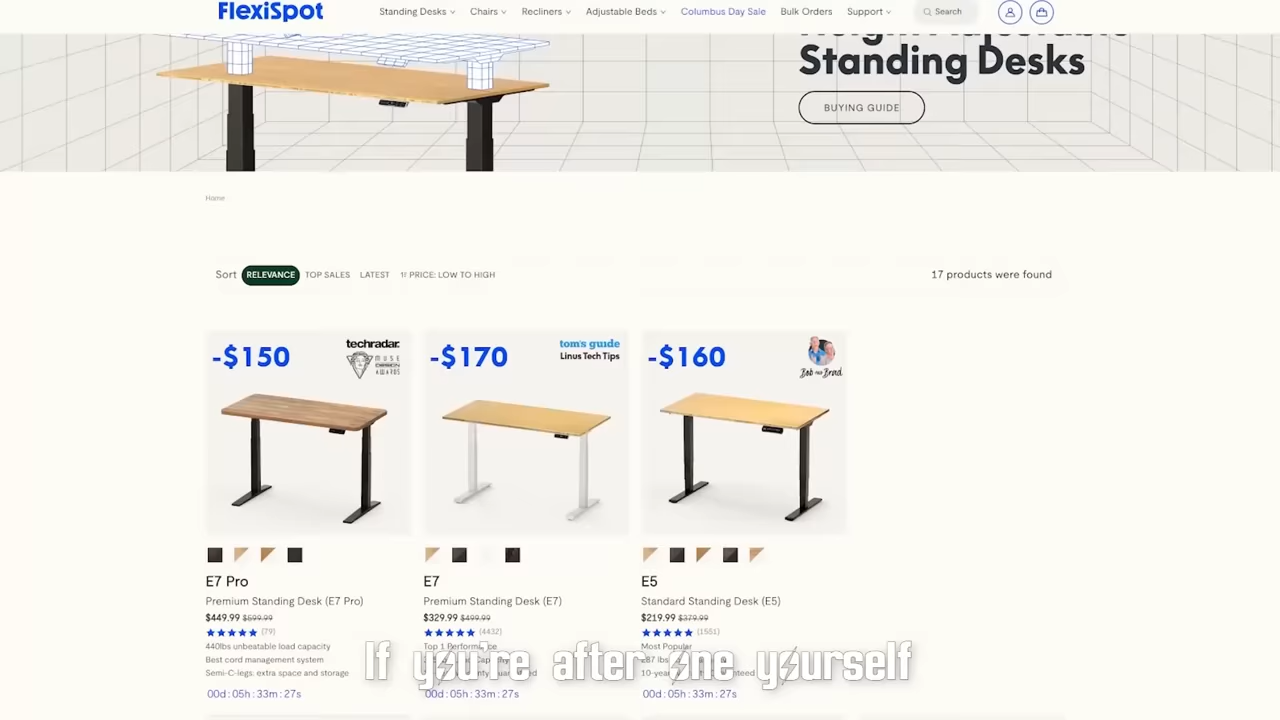 FlexiSpot
Standing Desks Chairs Recliners Adjustable Beds Columbus Day Sale Bulk Orders Support Search
Standing Desks
BUYING GUIDE
Home
Sort RELEVANCE TOP SALES LATEST PRICE: LOW TO HIGH
17 products were found
-$150
techradar.
MUSE
DESIGN
AWARDS
-$170
tom's guide
Linus Tech Tips
-$160
Bob and Brad
E7 Pro
Premium Standing Desk (E7 Pro)
$449.99 $599.99
(79)
440lbs unbeatable load capacity
Best cord management system
Semi-C-legs: extra space and storage
00d : 05h : 33m : 27s
E7
Premium Standing Desk (E7)
$329.99 $499.99
(4432)
Top 1
00d : 05h : 33m : 27s
E5
Standard Standing Desk (E5)
$219.99 $379.99
(1551)
Most Popular
00d : 05h : 33m : 27s
If you're after one yourself